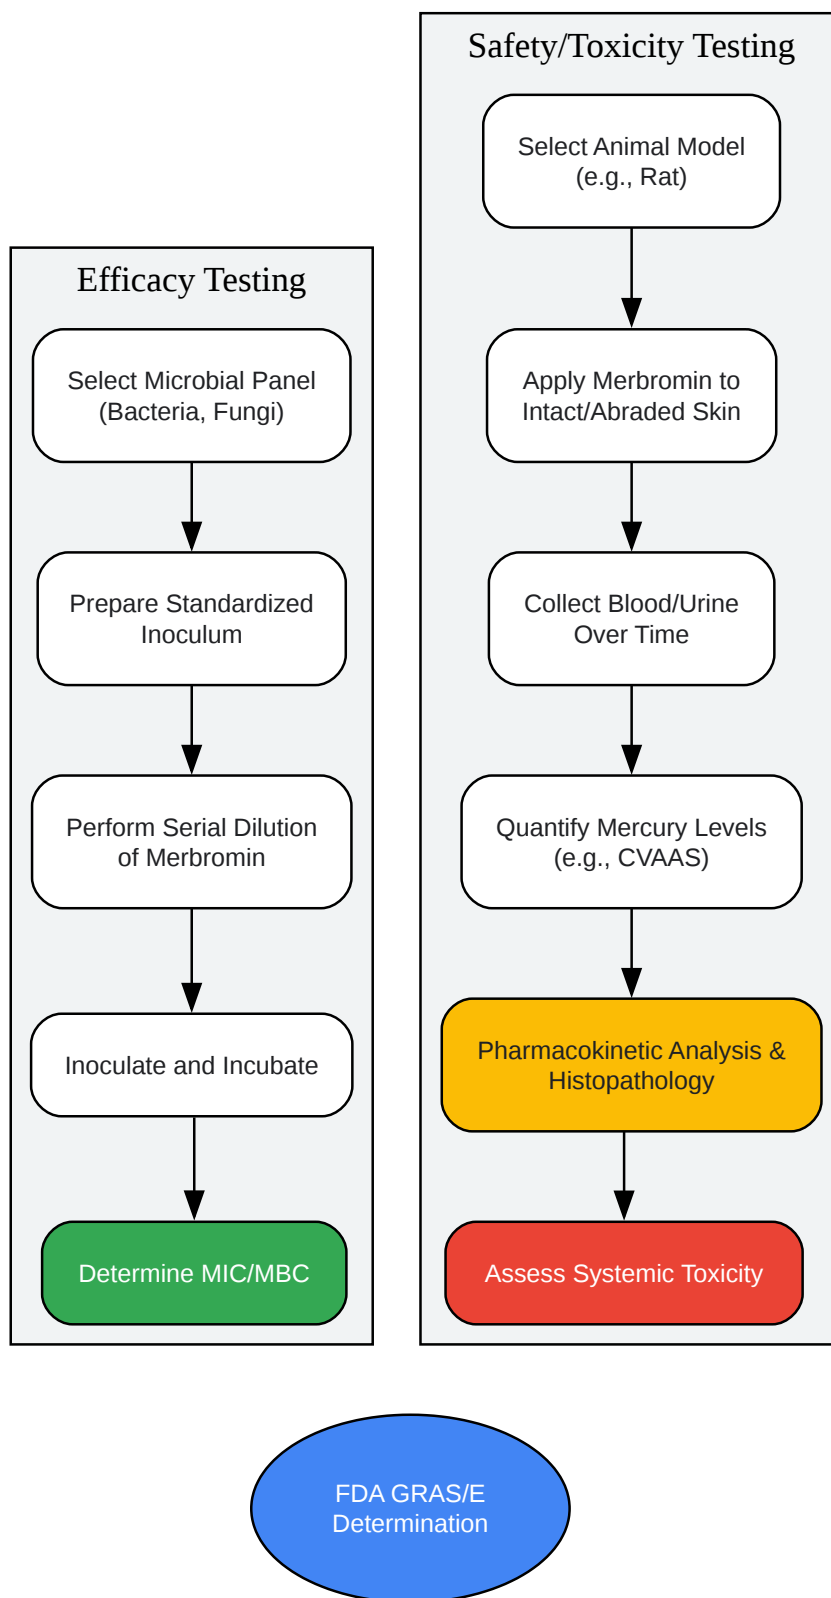 Safety/Toxicity Testing
Select Animal Model
(e.g., Rat)
Apply Merbromin to
Intact/Abraded Skin
Collect Blood/Urine
Over Time
Quantify Mercury Levels
(e.g., CVAAS)
Pharmacokinetic Analysis &
Histopathology
Assess Systemic Toxicity
Efficacy Testing
Select Microbial Panel
(Bacteria, Fungi)
Prepare Standardized
Inoculum
Perform Serial Dilution
of Merbromin
Inoculate and Incubate
Determine MIC/MBC
FDA GRAS/E
Determination